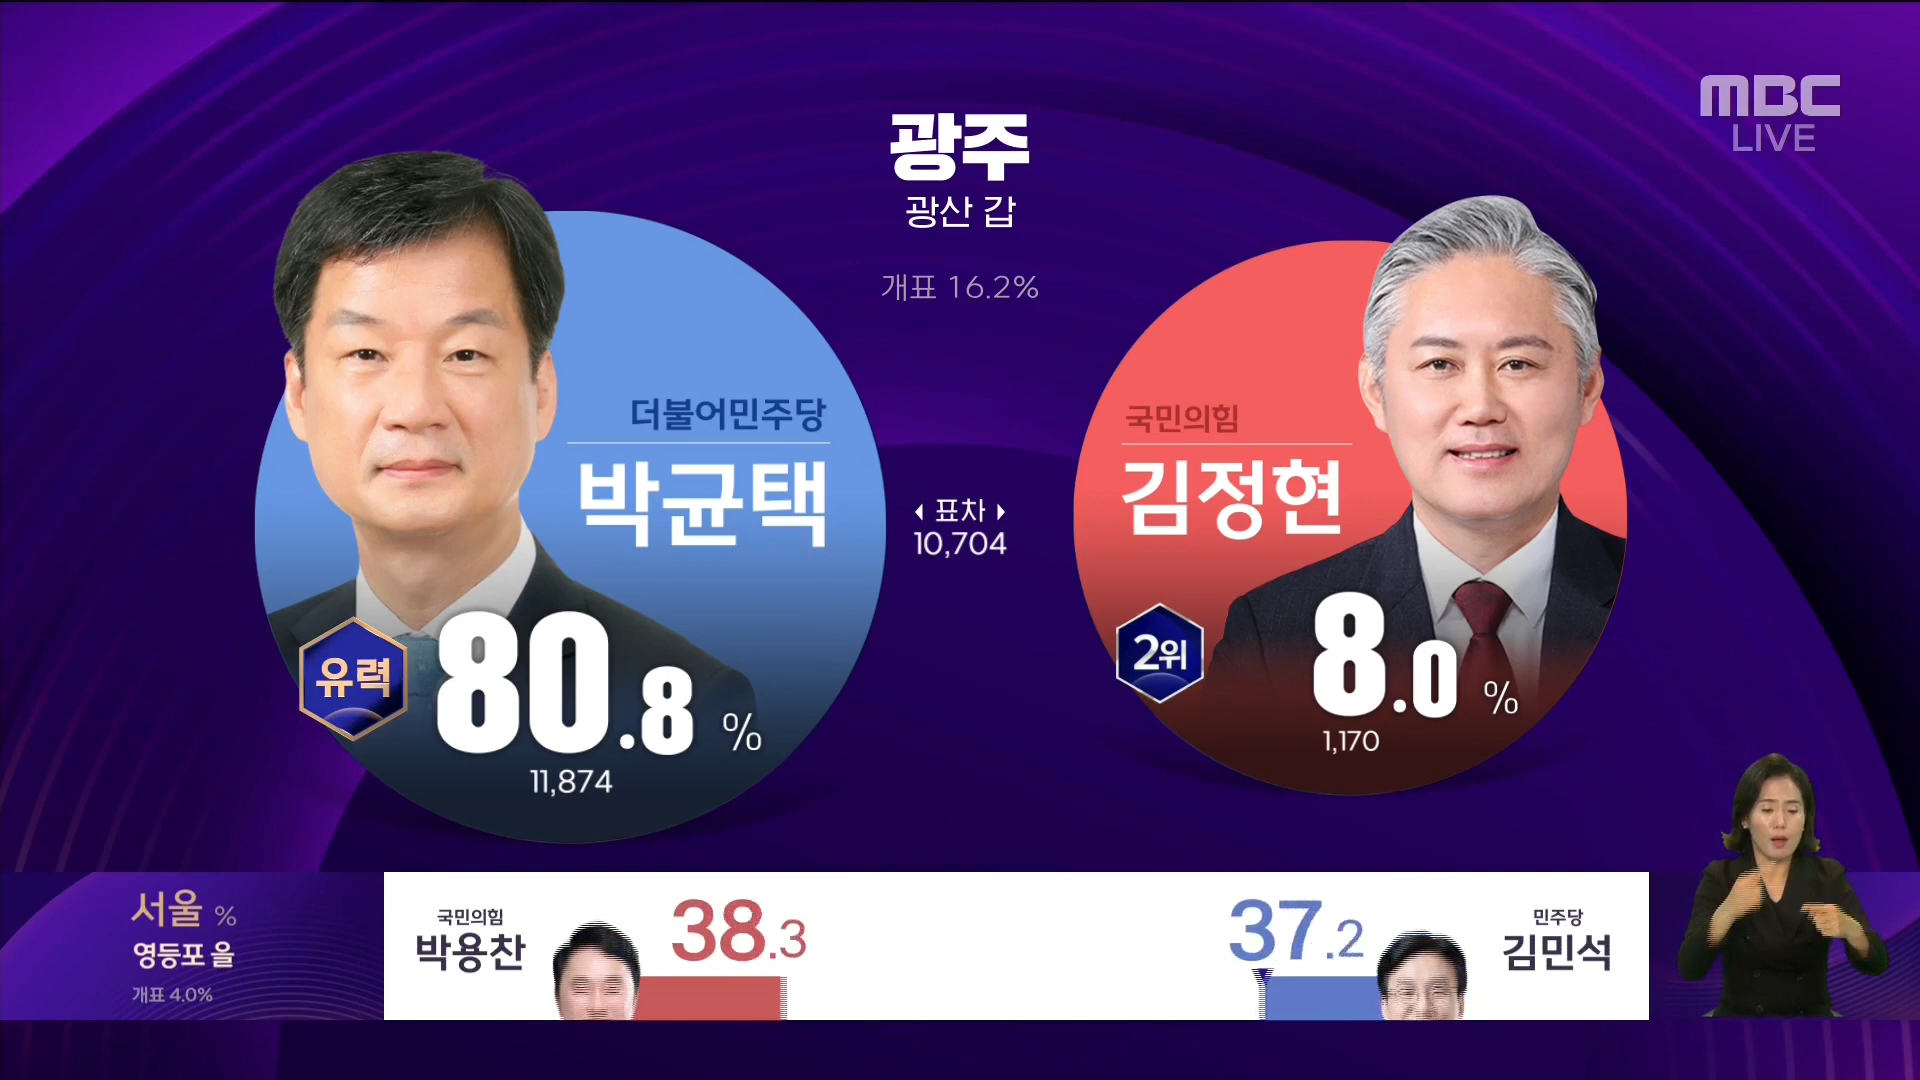 MBC
LIVE
광주
광산 갑
개표 16.2%
더불어민주당
박균택
유력
80.8 %
11,874
표차
10,704
국민의힘
김정현
2위
8.0 %
1,170
서울 %
영등포 을
개표 4.0%
국민의힘
박용찬
38.3
37.2
민주당
김민석